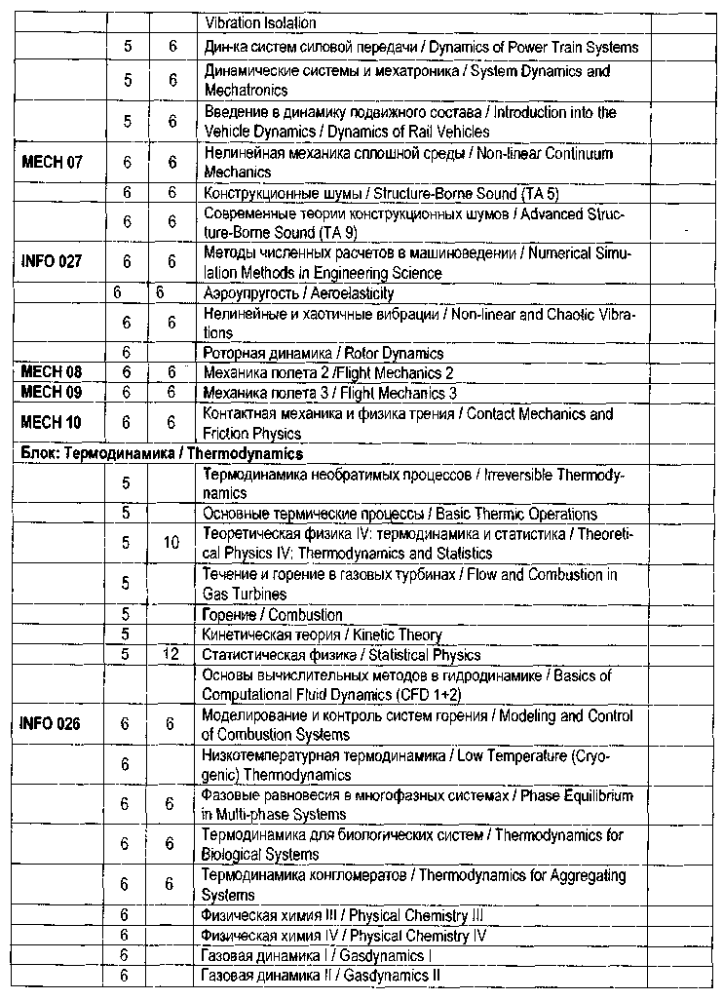 Vibration Isolation
5 6 Дин-ка систем силовой передачи / Dynamics of Power Train Systems
Динамические системы и мехатроника / System Dynamics and
5 6
Mechatronics
Введение в динамику подвижного состава / Introduction into the
5 6
Vehicle Dynamics / Dynamics of Rail Vehicles
Нелинейная механика сплошной среды / Non-linear Continuum
MECH 07 6 6
Mechanics
6 6 Конструкционные шумы / Structure-Borne Sound (TA 5)
Современные теории конструкционных шумов / Advanced Struc-
6 6
ture-Borne Sound (TA 9)
Методы численных расчетов в машиноведении / Numerical Simu-
INFO 027 6 6
lation Methods in Engineering Science
6 6 Аэроупругость / Aeroelasticity
Нелинейные и хаотичные вибрации / Non-linear and Chaotic Vibra-
6 6
tions
6 Роторная динамика / Rotor Dynamics
MECH 08 6 6 Механика полета 2 /Flight Mechanics 2
MECH 09 6 6 Механика полета 3 / Flight Mechanics 3
Контактная механика и физика трения / Contact Mechanics and
MECH 10 6 6
Friction Physics
Блок: Термодинамика / Thermodynamics
Термодинамика необратимых процессов / Irreversible Thermody-
5
namics
5 Основные термические процессы / Basic Thermic Operations
Теоретическая физика IV: термодинамика и статистика / Theoreti-
5 10
cal Physics IV: Thermodynamics and Statistics
Течение и горение в газовых турбинах / Flow and Combustion in
5
Gas Turbines
5 Горение / Combustion
5 Кинетическая теория / Kinetic Theory
5 12 Статистическая физика / Statistical Physics
Основы вычислительных методов в гидродинамике / Basics of
Computational Fluid Dynamics (CFD 1+2)
Моделирование и контроль систем горения / Modeling and Control
INFO 026 6 6
of Combustion Systems
Низкотемпературная термодинамика / Low Temperature (Cryo-
6
genic) Thermodynamics
Фазовые равновесия в многофазных системах / Phase Equilibrium
6 6
in Multi-phase Systems
Термодинамика для биологических систем / Thermodynamics for
6 6
Biological Systems
Термодинамика конгломератов / Thermodynamics for Aggregating
6 6
Systems
6 Физическая химия III / Physical Chemistry III
6 Физическая химия IV / Physical Chemistry IV
6 Газовая динамика I / Gasdynamics I
6 Газовая динамика II / Gasdynamics II